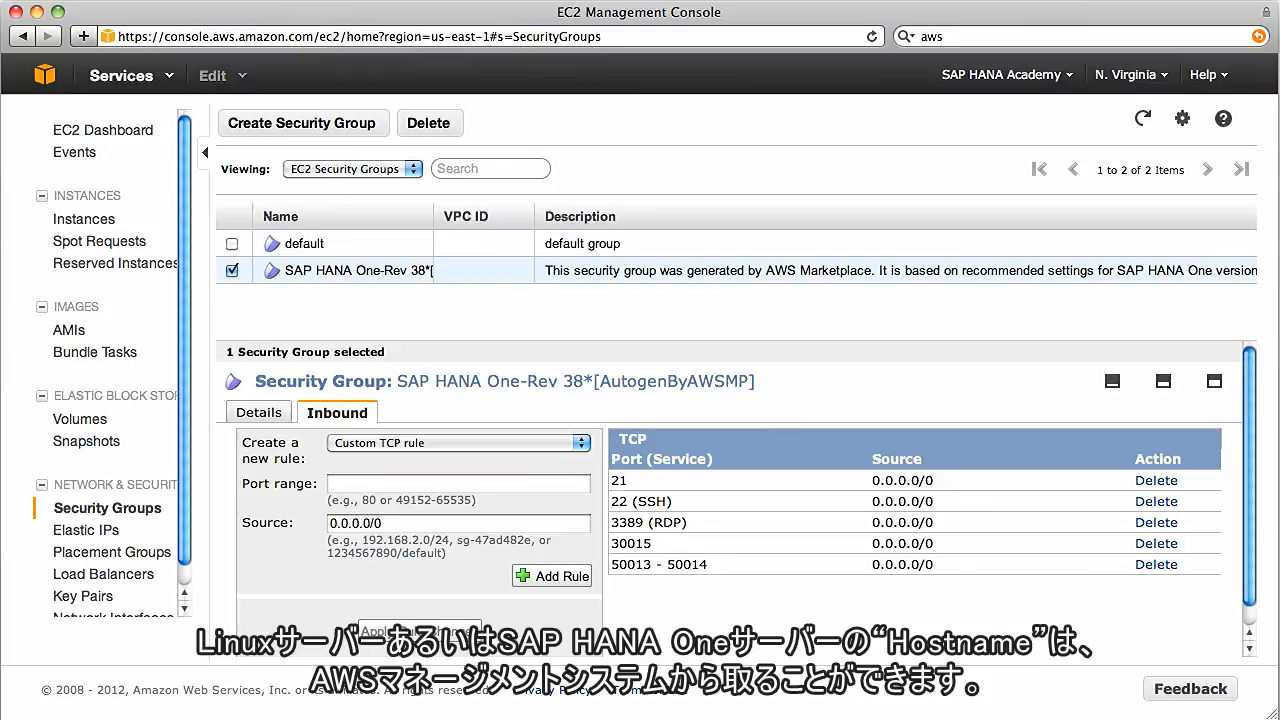 EC2 Management Console
https://console.aws.amazon.com/ec2/home?region=us-east-1#s=SecurityGroups
aws
Services
Edit
SAP HANA Academy
N. Virginia
Help
EC2 Dashboard
Events
INSTANCES
Instances
Spot Requests
Reserved Instances
IMAGES
AMIs
Bundle Tasks
ELASTIC BLOCK STO
Volumes
Snapshots
NETWORK & SECURIT
Security Groups
Elastic IPs
Placement Groups
Load Balancers
Key Pairs
Network Interfaces
Create Security Group
Delete
Viewing:
EC2 Security Groups
Search
1 to 2 of 2 Items
Name
VPC ID
Description
default
default group
SAP HANA One-Rev 38*[
This security group was generated by AWS Marketplace. It is based on recommended settings for SAP HANA One version
1 Security Group selected
Security Group: SAP HANA One-Rev 38*[AutogenByAWSMP]
Details
Inbound
Create a
new rule:
Custom TCP rule
Port range:
(e.g., 80 or 49152-65535)
Source:
0.0.0.0/0
(e.g., 192.168.2.0/24, sg-47ad482e, or
1234567890/default)
Add Rule
TCP
Port (Service)
Source
Action
21
0.0.0.0/0
Delete
22 (SSH)
0.0.0.0/0
Delete
3389 (RDP)
0.0.0.0/0
Delete
30015
0.0.0.0/0
Delete
50013 - 50014
0.0.0.0/0
Delete
Linuxサーバーあるいは SAP HANA Oneサーバーの“Hostname”は、
AWSマネージメントシステムから取ることができます。
© 2008 - 2012, Amazon Web Services, Inc. or its affiliates. All rights reserved.
Privacy Policy
Feedback